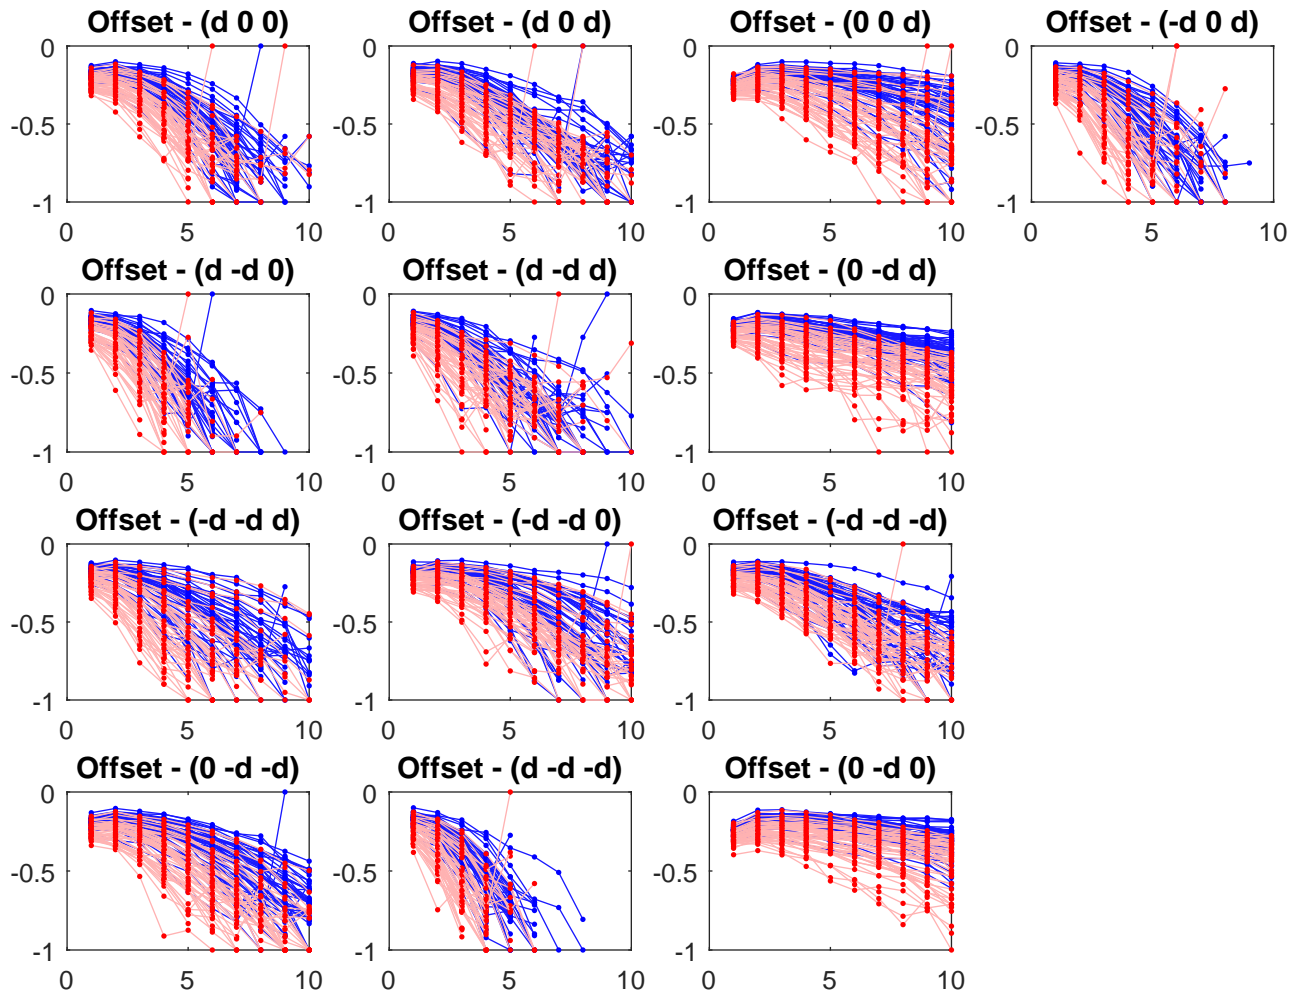 Offset - (d 0 0)
0
-0.5
-1
0 5 10
Offset - (d 0 d)
0
-0.5
-1
0 5 10
Offset - (0 0 d)
0
-0.5
-1
0 5 10
Offset - (-d 0 d)
0
-0.5
-1
0 5 10
Offset - (d -d 0)
0
-0.5
-1
0 5 10
Offset - (d -d d)
0
-0.5
-1
0 5 10
Offset - (0 -d d)
0
-0.5
-1
0 5 10
Offset - (-d -d d)
0
-0.5
-1
0 5 10
Offset - (-d -d 0)
0
-0.5
-1
0 5 10
Offset - (-d -d -d)
0
-0.5
-1
0 5 10
Offset - (0 -d -d)
0
-0.5
-1
0 5 10
Offset - (d -d -d)
0
-0.5
-1
0 5 10
Offset - (0 -d 0)
0
-0.5
-1
0 5 10